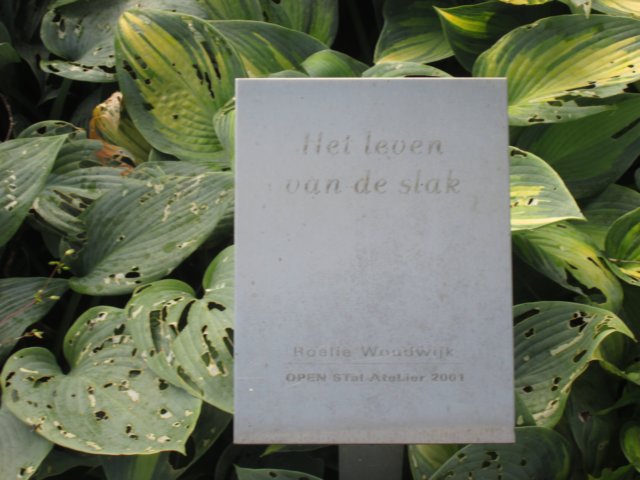 Het leven
van de slak
Roelie Woudwijk
OPEN STal-AteLier 2001